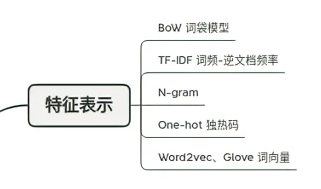 BoW 词袋模型
TF-IDF 词频-逆文档频率
特征表示
N-gram
One-hot 独热码
Word2vec、Glove 词向量